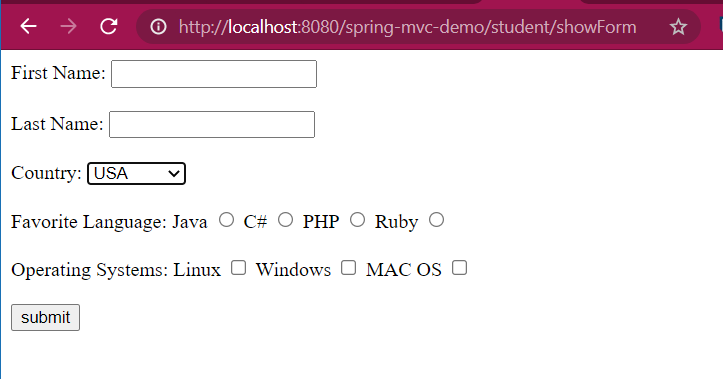 http://localhost:8080/spring-mvc-demo/student/showForm
First Name:
Last Name:
Country: USA
Favorite Language: Java C# PHP Ruby
Operating Systems: Linux Windows MAC OS
submit